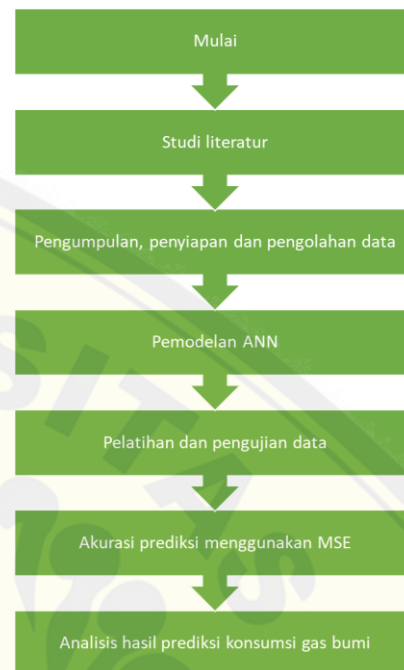 Mulai
Studi literatur
Pengumpulan, penyiapan dan pengolahan data
Pemodelan ANN
Pelatihan dan pengujian data
Akurasi prediksi menggunakan MSE
Analisis hasil prediksi konsumsi gas bumi
SITAS